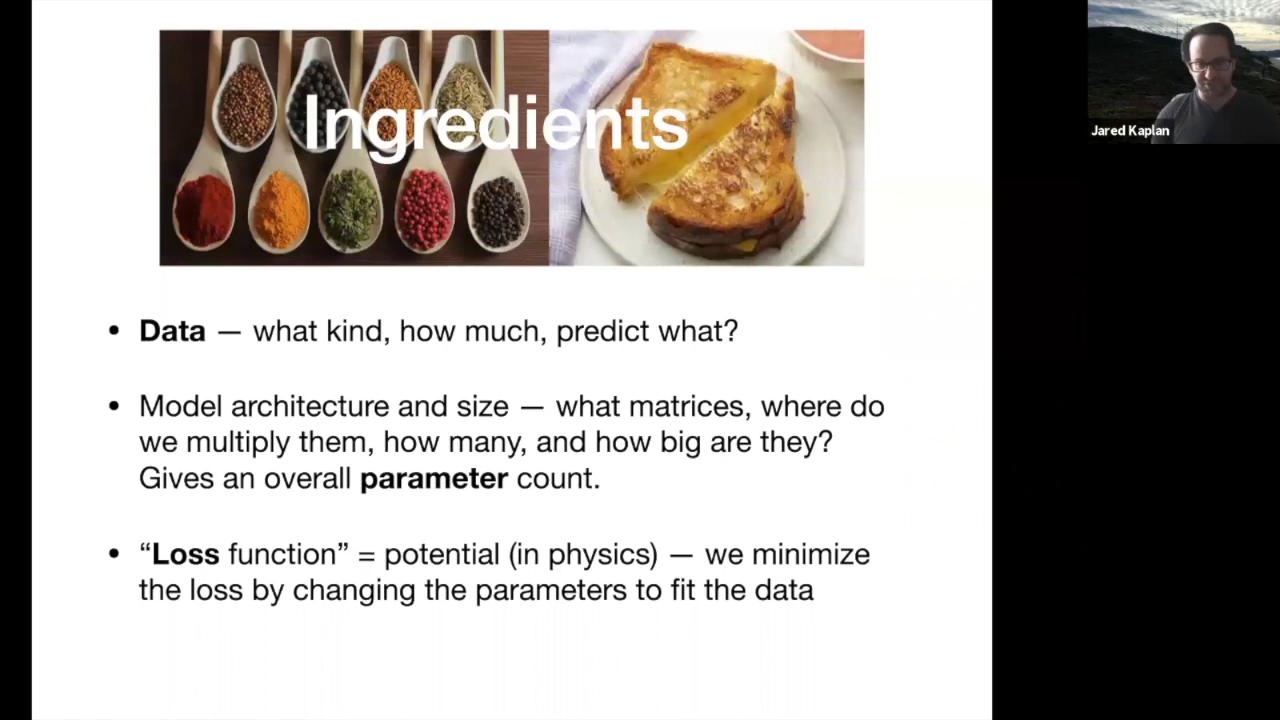 Ingredients
Jared Kaplan
• Data — what kind, how much, predict what?
• Model architecture and size — what matrices, where do
we multiply them, how many, and how big are they?
Gives an overall parameter count.
• “Loss function” = potential (in physics) — we minimize
the loss by changing the parameters to fit the data